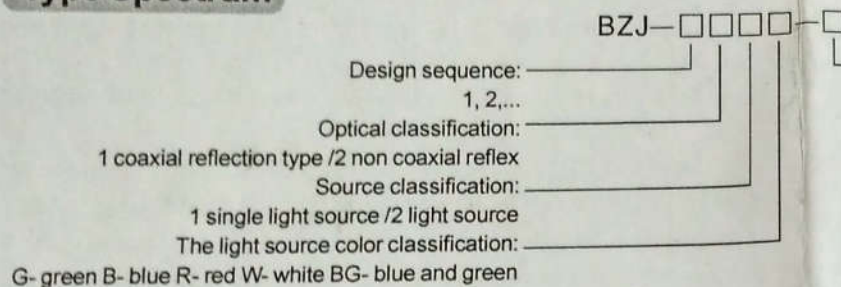 BZJ—□□□□—□
Design sequence:
1, 2,...
Optical classification:
1 coaxial reflection type /2 non coaxial reflex
Source classification:
1 single light source /2 light source
The light source color classification:
G- green B- blue R- red W- white BG- blue and green